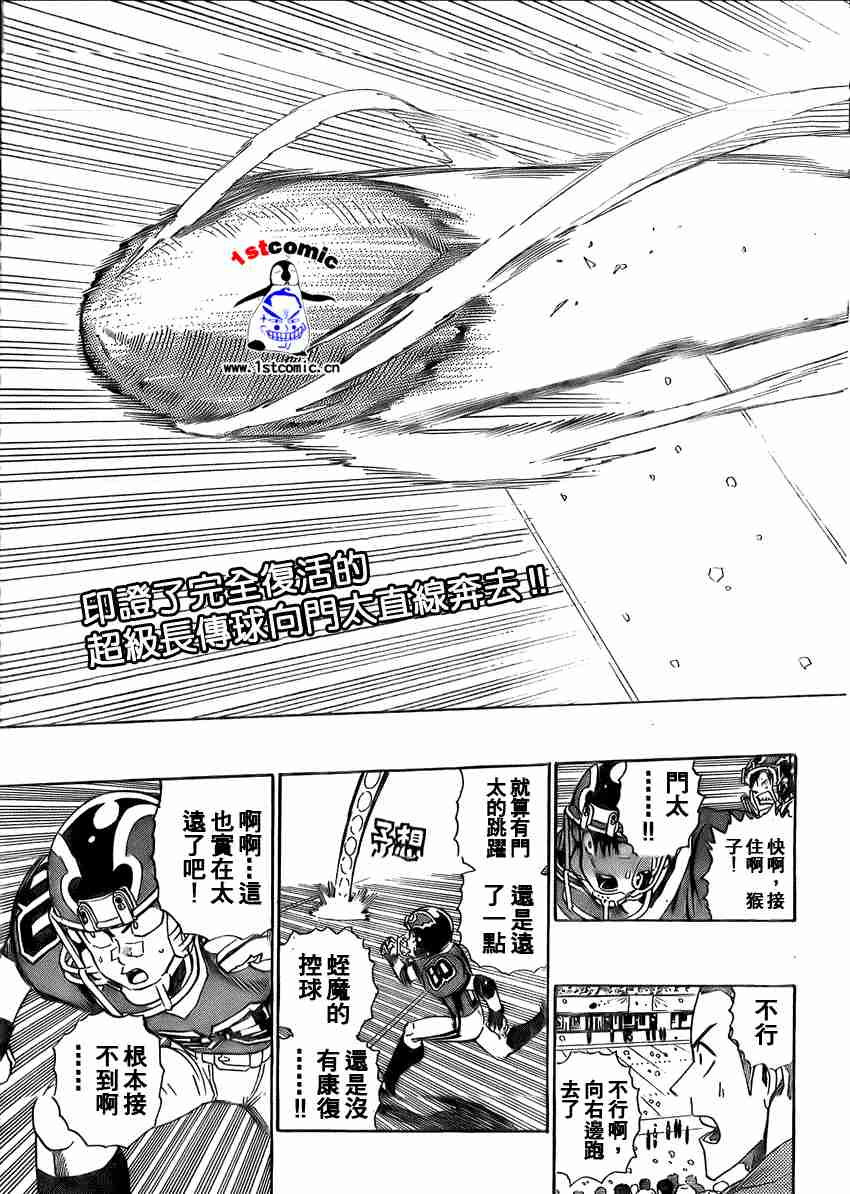 1stcomic
www.1stcomic.cn
印證了完全復活的
超級長傳球向門太直線奔去!!
快啊，接
住啊 猴
子！
門太
……!!
不行
不行啊，
向右邊跑
去了
就算有門
太的跳躍
還是遠
了一點
予想
蛭魔的
控球
還是沒
有康復
……!!
啊啊……這
也實在太
遠了吧！
根本接
不到啊
……
80